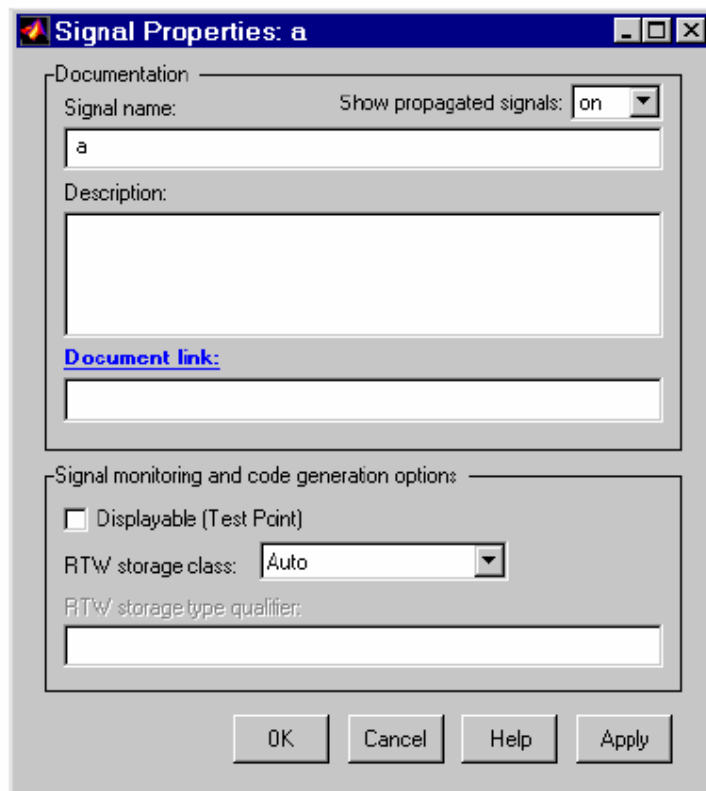 Signal Properties: a
Documentation
Signal name:
Show propagated signals: on
a
Description:
Document link:
Signal monitoring and code generation options
Displayable (Test Point)
RTW storage class: Auto
RTW storage type qualifier:
OK Cancel Help Apply